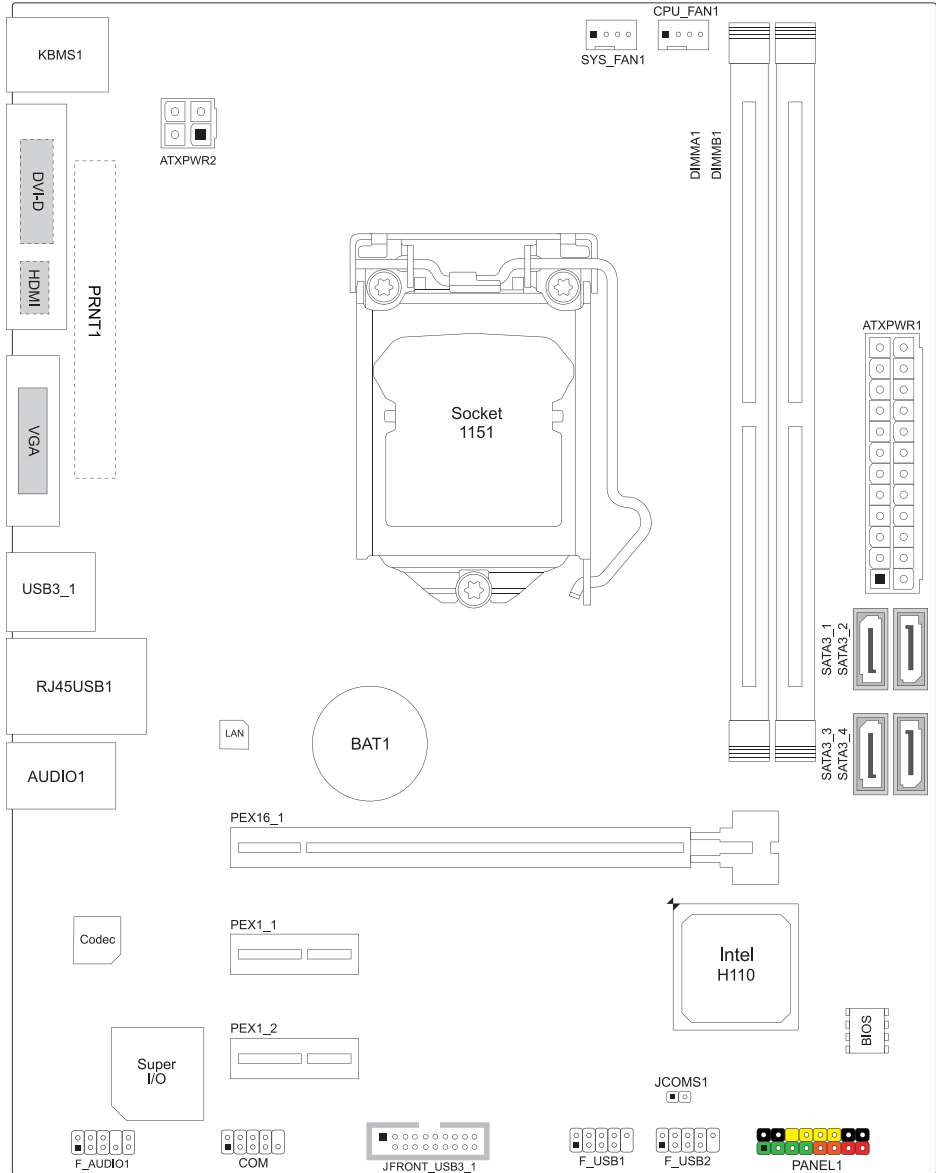 CPU_FAN1
SYS_FAN1
KBMS1
ATXPWR2
DIMMA1
DIMMB1
DVI-D
HDMI
PRNT1
VGA
ATXPWR1
Socket
1151
USB3_1
SATA3_1
SATA3_2
RJ45USB1
LAN
BAT1
SATA3_3
SATA3_4
AUDIO1
PEX16_1
Codec
PEX1_1
Intel
H110
BIOS
PEX1_2
Super
I/O
JCOMS1
F_AUDIO1
COM
JFRONT_USB3_1
F_USB1
F_USB2
PANEL1